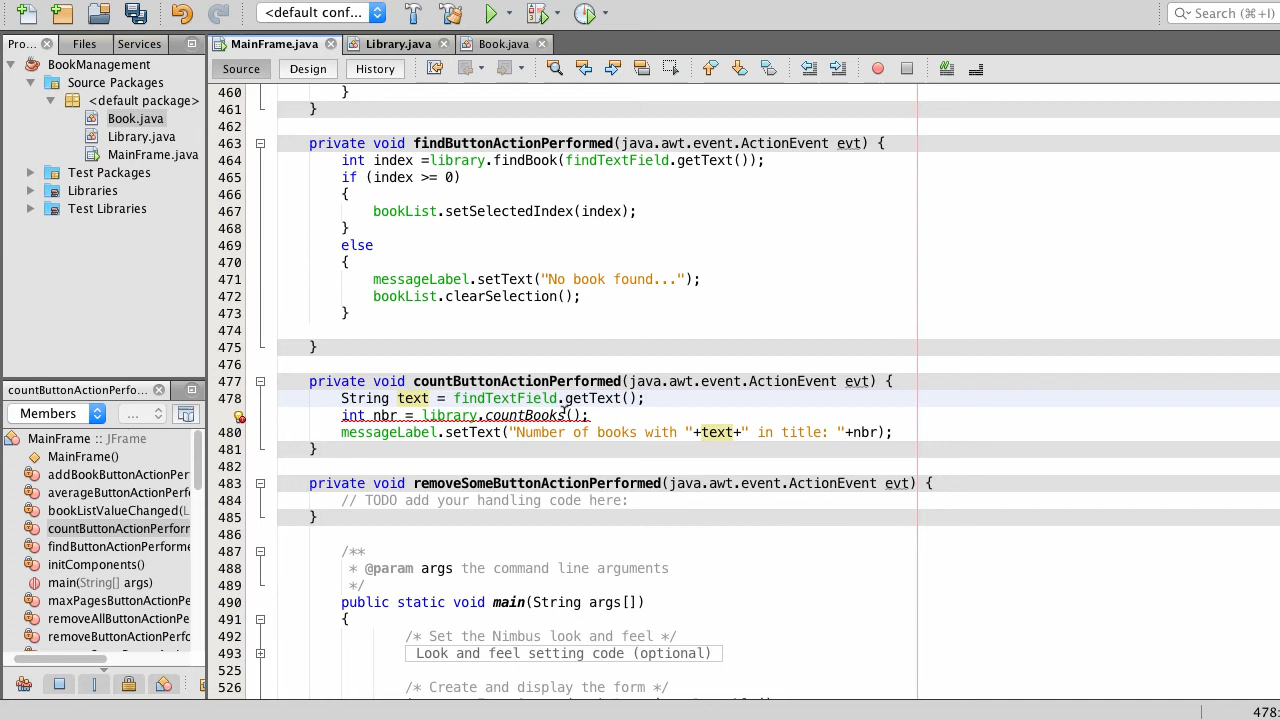 <default conf...
Search (⌘+I)
Pro...
Files
Services
MainFrame.java
Library.java
Book.java
Source
Design
History
BookManagement
Source Packages
<default package>
Book.java
Library.java
MainFrame.java
Test Packages
Libraries
Test Libraries
460 }
461 }
462
463 private void findButtonActionPerformed(java.awt.event.ActionEvent evt) {
464 int index =library.findBook(findTextField.getText());
465 if (index >= 0)
466 {
467 bookList.setSelectedIndex(index);
468 }
469 else
470 {
471 messageLabel.setText("No book found...");
472 bookList.clearSelection();
473 }
474
475 }
476
477 private void countButtonActionPerformed(java.awt.event.ActionEvent evt) {
478 String text = findTextField.getText();
int nbr = library.countBooks();
480 messageLabel.setText("Number of books with "+text+" in title: "+nbr);
481 }
482
483 private void removeSomeButtonActionPerformed(java.awt.event.ActionEvent evt) {
484 // TODO add your handling code here:
485 }
486
487 /**
488 * @param args the command line arguments
489 */
490 public static void main(String args[])
491 {
492 /* Set the Nimbus look and feel */
493 Look and feel setting code (optional)
525
526 /* Create and display the form */
countButtonActionPerfo...
Members
...
MainFrame :: JFrame
MainFrame()
addBookButtonActionPer
averageButtonActionPerf
bookListValueChanged(L
countButtonActionPerforn
findButtonActionPerforme
initComponents()
main(String[] args)
maxPagesButtonActionPe
removeAllButtonActionPer
removeButtonActionPerfo
478: